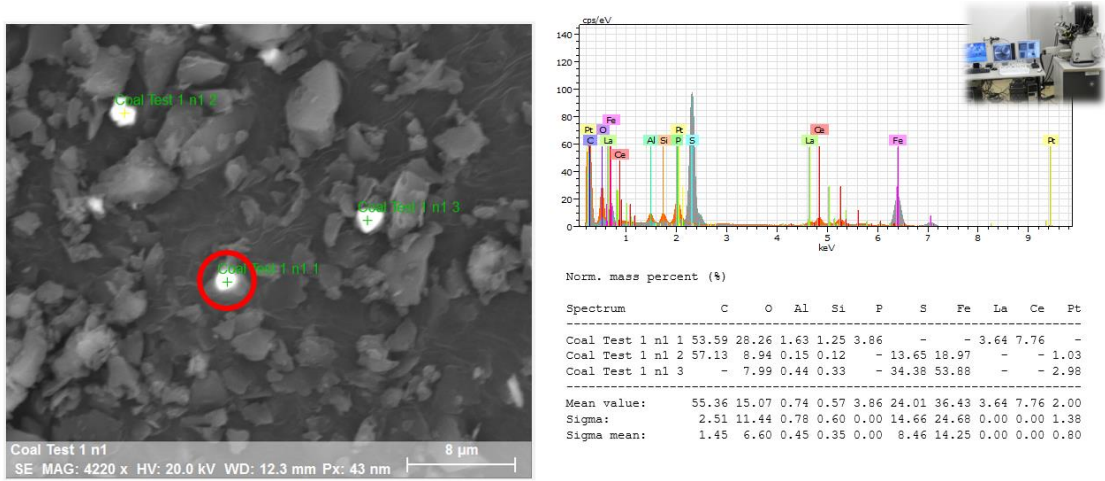 Coal Test 1 n1 2
Coal Test 1 n1 3
Coal Test 1 n1 1
Coal Test 1 n1
8 µm
SE MAG: 4220 x HV: 20.0 kV WD: 12.3 mm Px: 43 nm
cps/eV
140
120
100
80
60
40
20
0
Fe
Pt O Pt Ce
C La Al Si P S La Fe Pt
Ce
1 2 3 4 5 6 7 8 9
keV
Norm. mass percent (%)
Spectrum C O Al Si P S Fe La Ce Pt
Coal Test 1 n1 1 53.59 28.26 1.63 1.25 3.86 - - 3.64 7.76 -
Coal Test 1 n1 2 57.13 8.94 0.15 0.12 - 13.65 18.97 - - 1.03
Coal Test 1 n1 3 - 7.99 0.44 0.33 - 34.38 53.88 - - 2.98
Mean value: 55.36 15.07 0.74 0.57 3.86 24.01 36.43 3.64 7.76 2.00
Sigma: 2.51 11.44 0.78 0.60 0.00 14.66 24.68 0.00 0.00 1.38
Sigma mean: 1.45 6.60 0.45 0.35 0.00 8.46 14.25 0.00 0.00 0.80